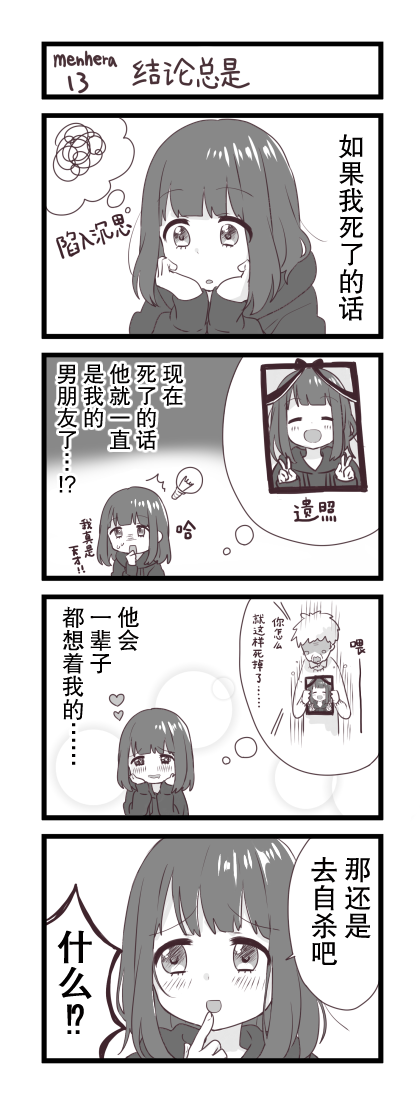 menhera
13
结论总是
如果我死了的话
陷入沉思
遗照
现在
死了的话
他就一直
是我的
男朋友了…!?
哈
我真是
天才!!
喂
你怎么
就这样死掉了……
他会
一辈子
都想着我的……
那还是
去自杀吧
什么!?